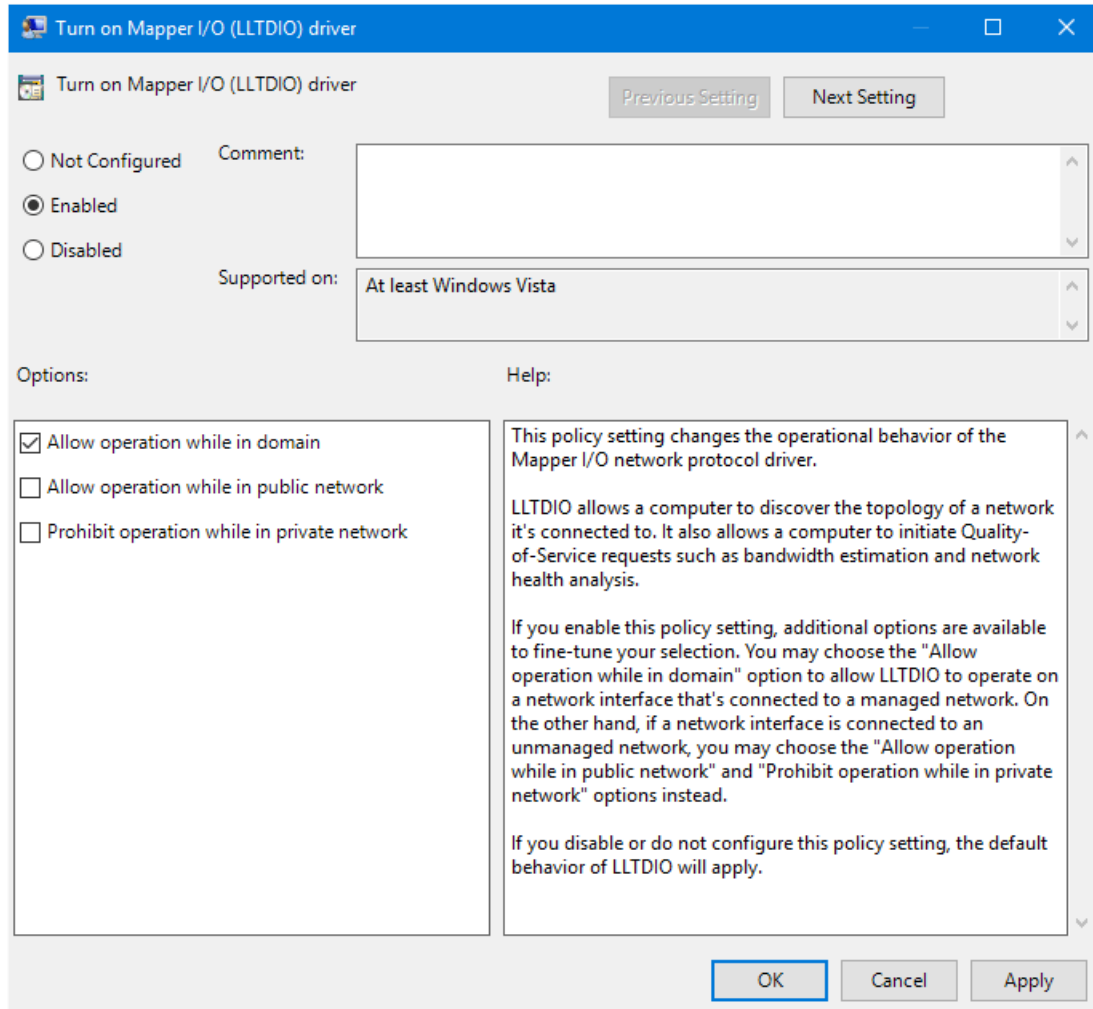 Turn on Mapper I/O (LLTDIO) driver
Turn on Mapper I/O (LLTDIO) driver
Previous Setting
Next Setting
Not Configured
Comment:
Enabled
Disabled
Supported on:
At least Windows Vista
Options:
Help:
Allow operation while in domain
Allow operation while in public network
Prohibit operation while in private network
This policy setting changes the operational behavior of the
Mapper I/O network protocol driver.
LLTDIO allows a computer to discover the topology of a network
it's connected to. It also allows a computer to initiate Quality-
of-Service requests such as bandwidth estimation and network
health analysis.
If you enable this policy setting, additional options are available
to fine-tune your selection. You may choose the "Allow
operation while in domain" option to allow LLTDIO to operate on
a network interface that's connected to a managed network. On
the other hand, if a network interface is connected to an
unmanaged network, you may choose the "Allow operation
while in public network" and "Prohibit operation while in private
network" options instead.
If you disable or do not configure this policy setting, the default
behavior of LLTDIO will apply.
OK
Cancel
Apply